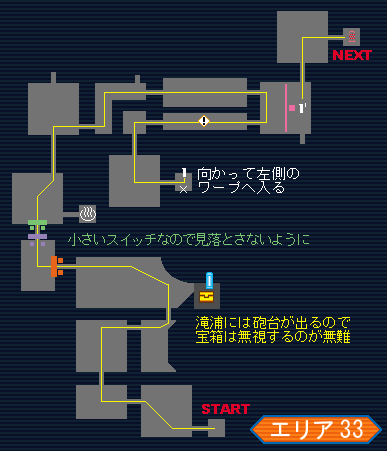 NEXT
1'
!
1
×
向かって左側の
ワープへ入る
小さいスイッチなので見落とさないように
滝浦には砲台が出るので
宝箱は無視するのが無難
START
エリア 33